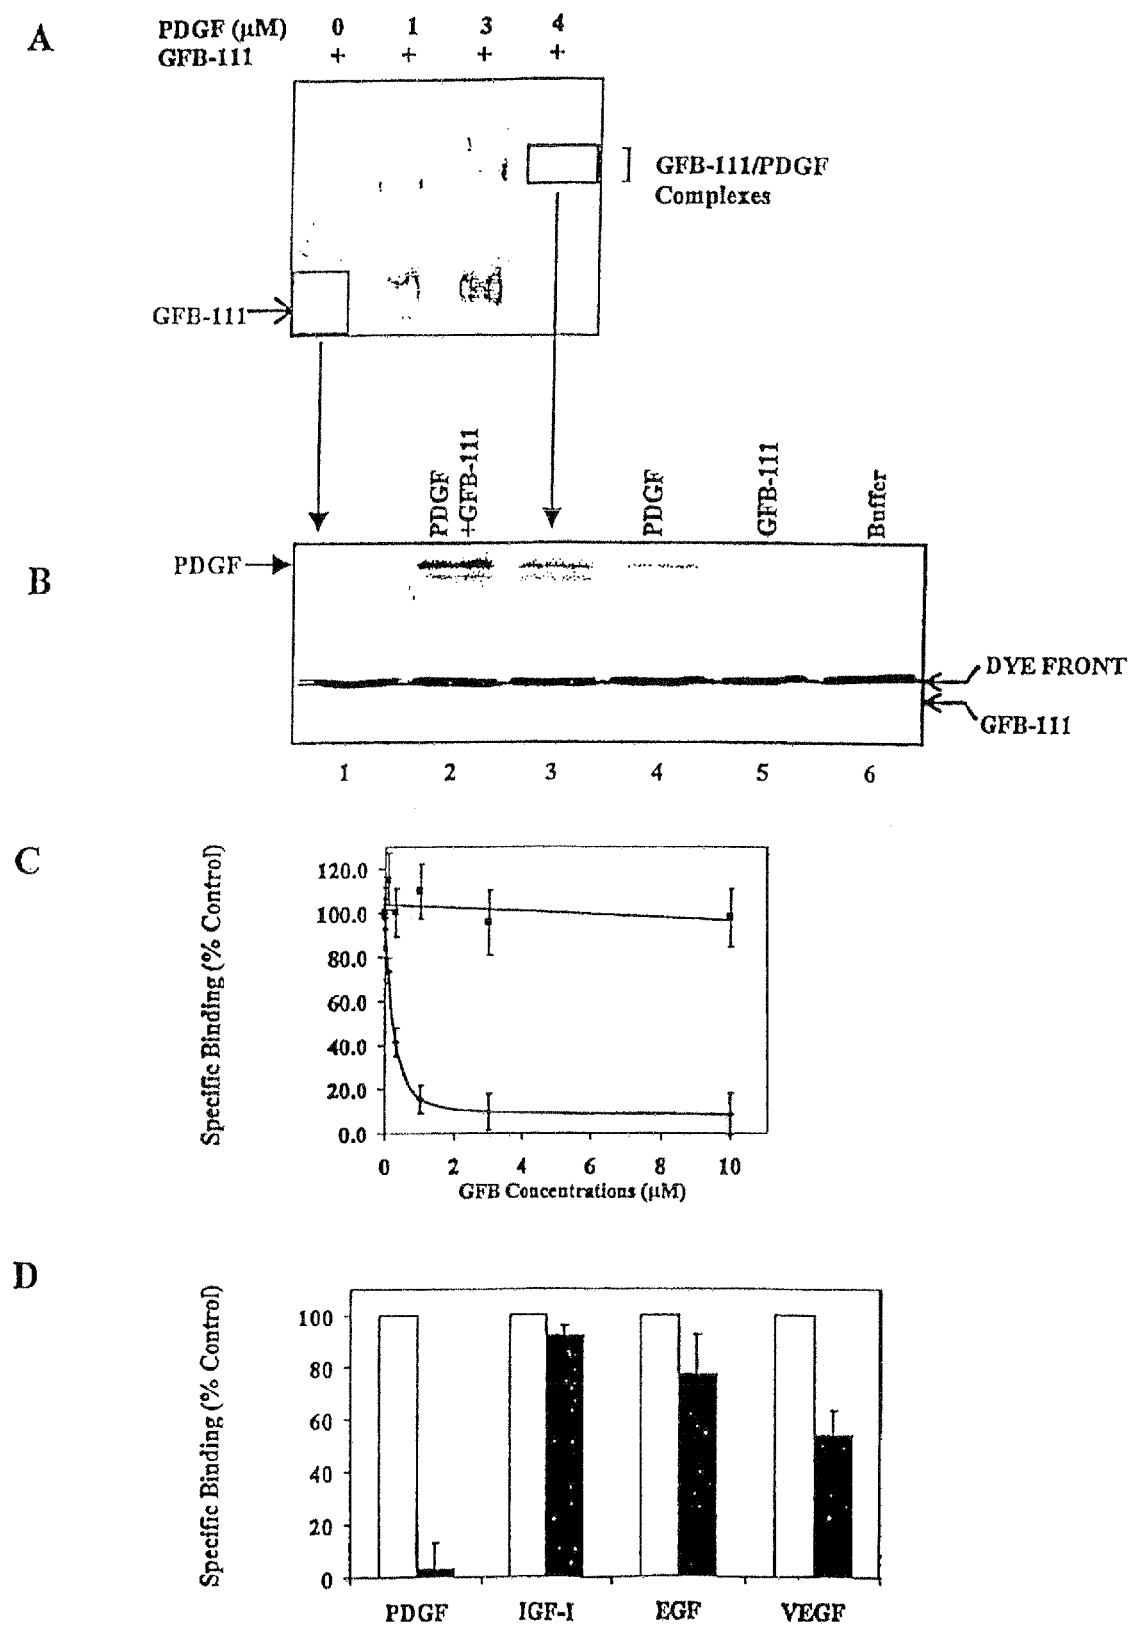 A
PDGF (µM) 0 1 3 4
GFB-111 + + + +
GFB-111/PDGF
Complexes
GFB-111
PDGF
+GFB-111
PDGF
GFB-111
Buffer
B
PDGF
DYE FRONT
GFB-111
1 2 3 4 5 6
C
Specific Binding (% Control)
120.0
100.0
80.0
60.0
40.0
20.0
0.0
0 2 4 6 8 10
GFB Concentrations (µM)
D
Specific Binding (% Control)
100
80
60
40
20
0
PDGF IGF-I EGF VEGF